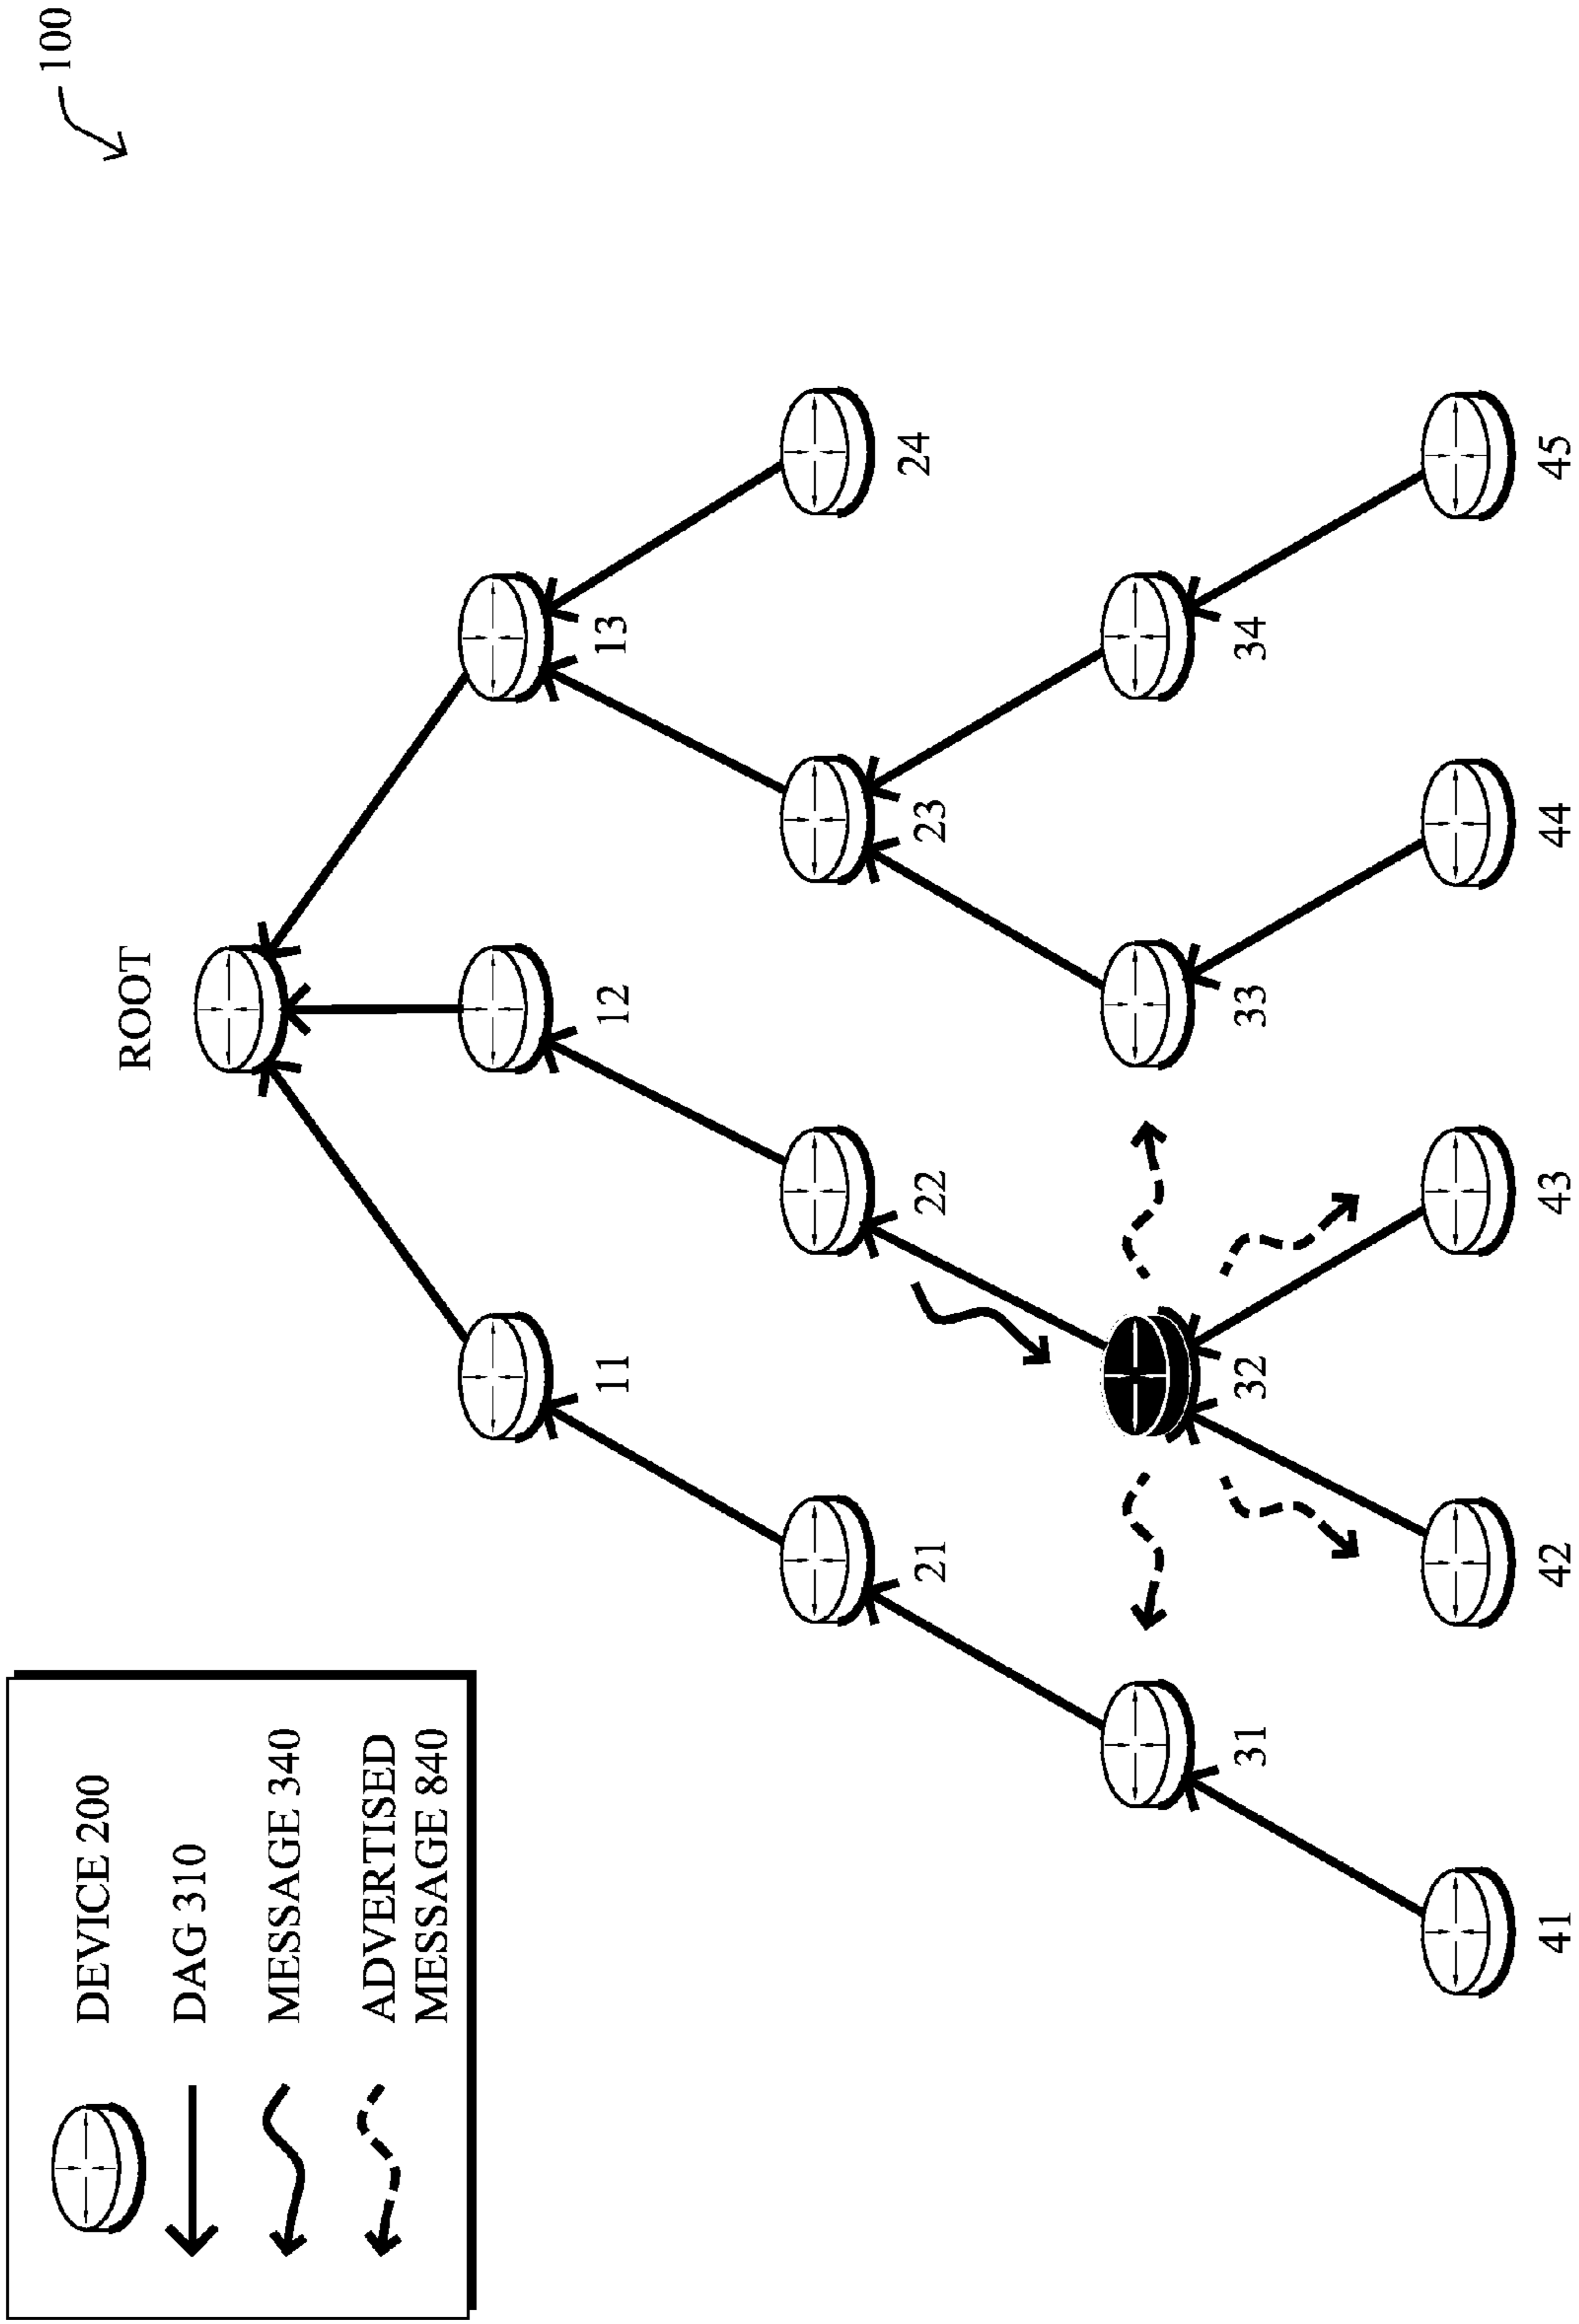 100
ROOT
11
12
13
21
22
23
24
31
32
33
34
41
42
43
44
45
DEVICE 200
DAG 310
MESSAGE 340
ADVERTISED
MESSAGE 840